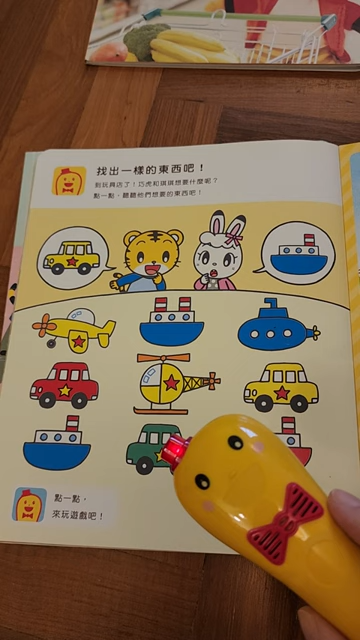 找出一樣的東西吧！
到玩具店了！巧虎和琪琪想要什麼呢？
點一點，聽聽他們想要的東西吧！
點一點，
來玩遊戲吧！